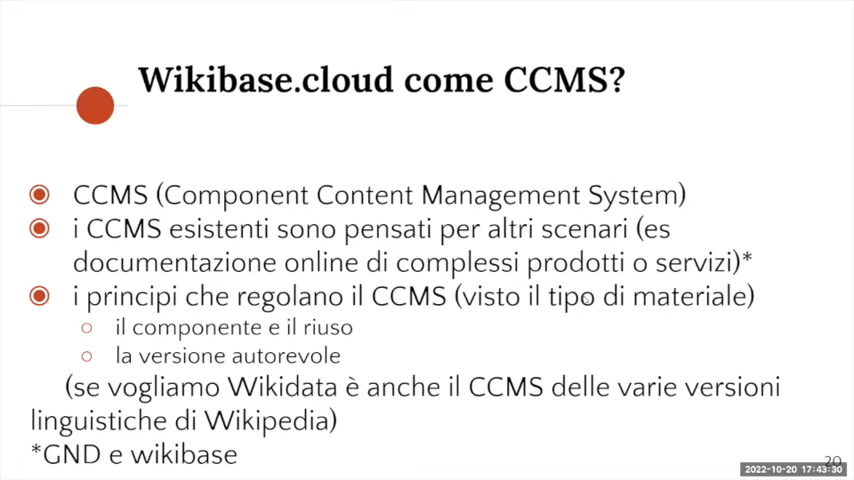 Wikibase.cloud come CCMS?
CCMS (Component Content Management System)
i CCMS esistenti sono pensati per altri scenari (es
documentazione online di complessi prodotti o servizi)*
i principi che regolano il CCMS (visto il tipo di materiale)
il componente e il riuso
la versione autorevole
(se vogliamo Wikidata è anche il CCMS delle varie versioni
linguistiche di Wikipedia)
*GND e wikibase
20
2022-10-20 17:43:30